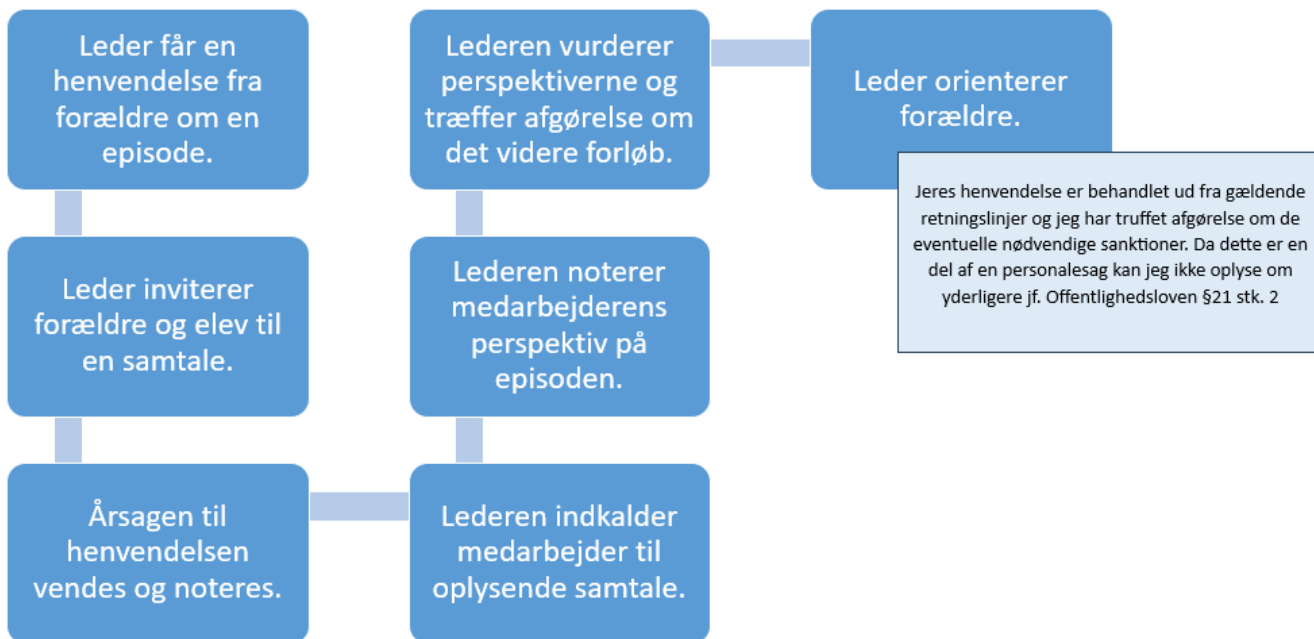 Leder får en
henvendelse fra
forældre om en
episode.
Leder inviterer
forældre og elev til
en samtale.
Årsagen til
henvendelsen
vendes og noteres.
Lederen indkalder
medarbejder til
oplysende samtale.
Lederen noterer
medarbejderens
perspektiv på
episoden.
Lederen vurderer
perspektiverne og
træffer afgørelse om
det videre forløb.
Leder orienterer
forældre.
Jeres henvendelse er behandlet ud fra gældende
retningslinjer og jeg har truffet afgørelse om de
eventuelle nødvendige sanktioner. Da dette er en
del af en personalesag kan jeg ikke oplyse om
yderligere jf. Offentlighedsloven §21 stk. 2